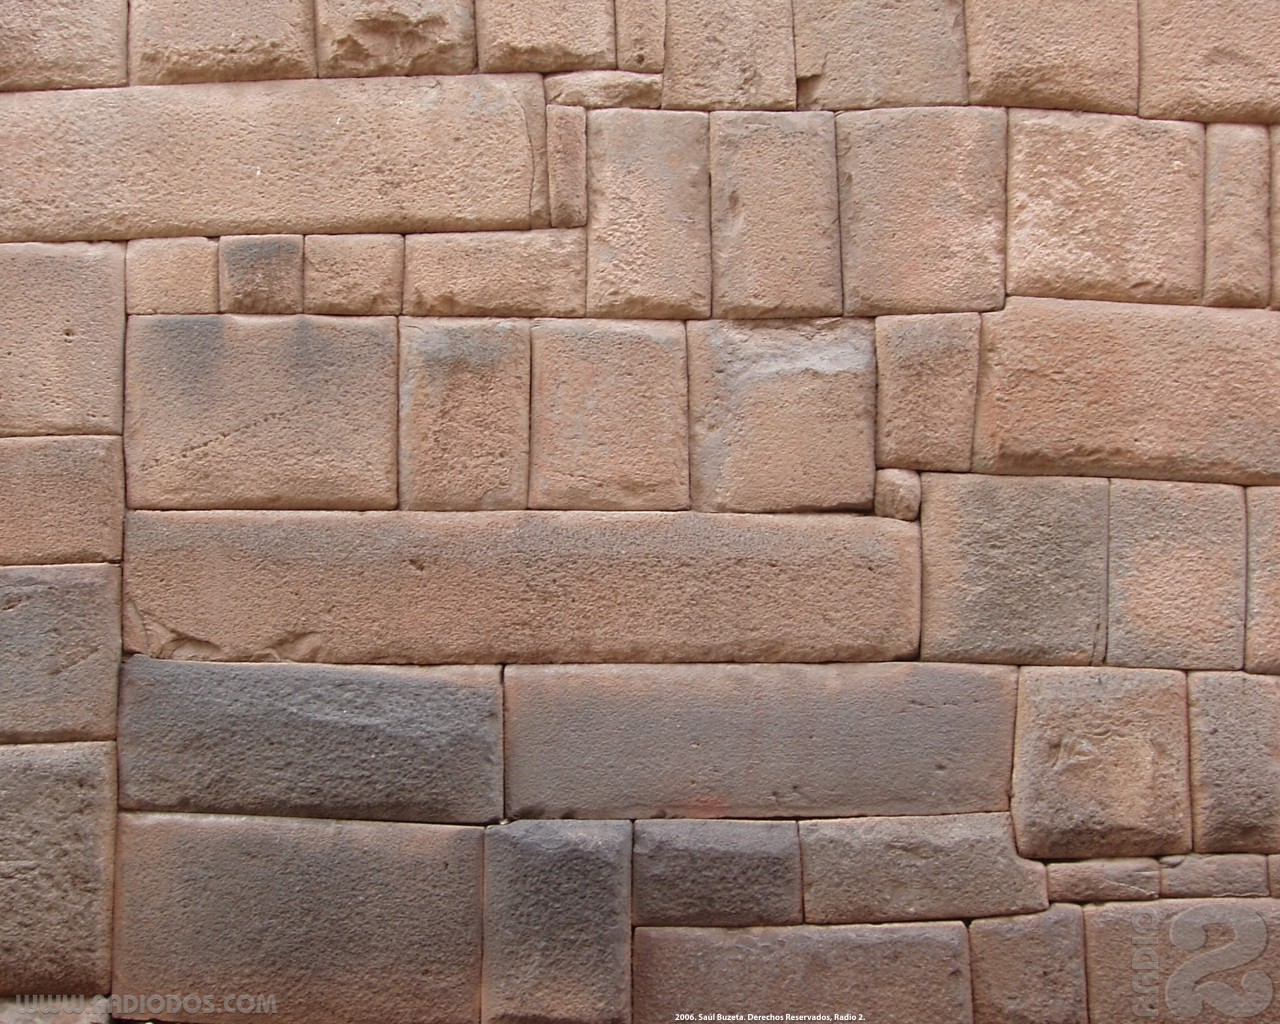 RADIO 2
WWW.RADIODOS.COM
2006. Saúl Buzeta. Derechos Reservados, Radio 2.